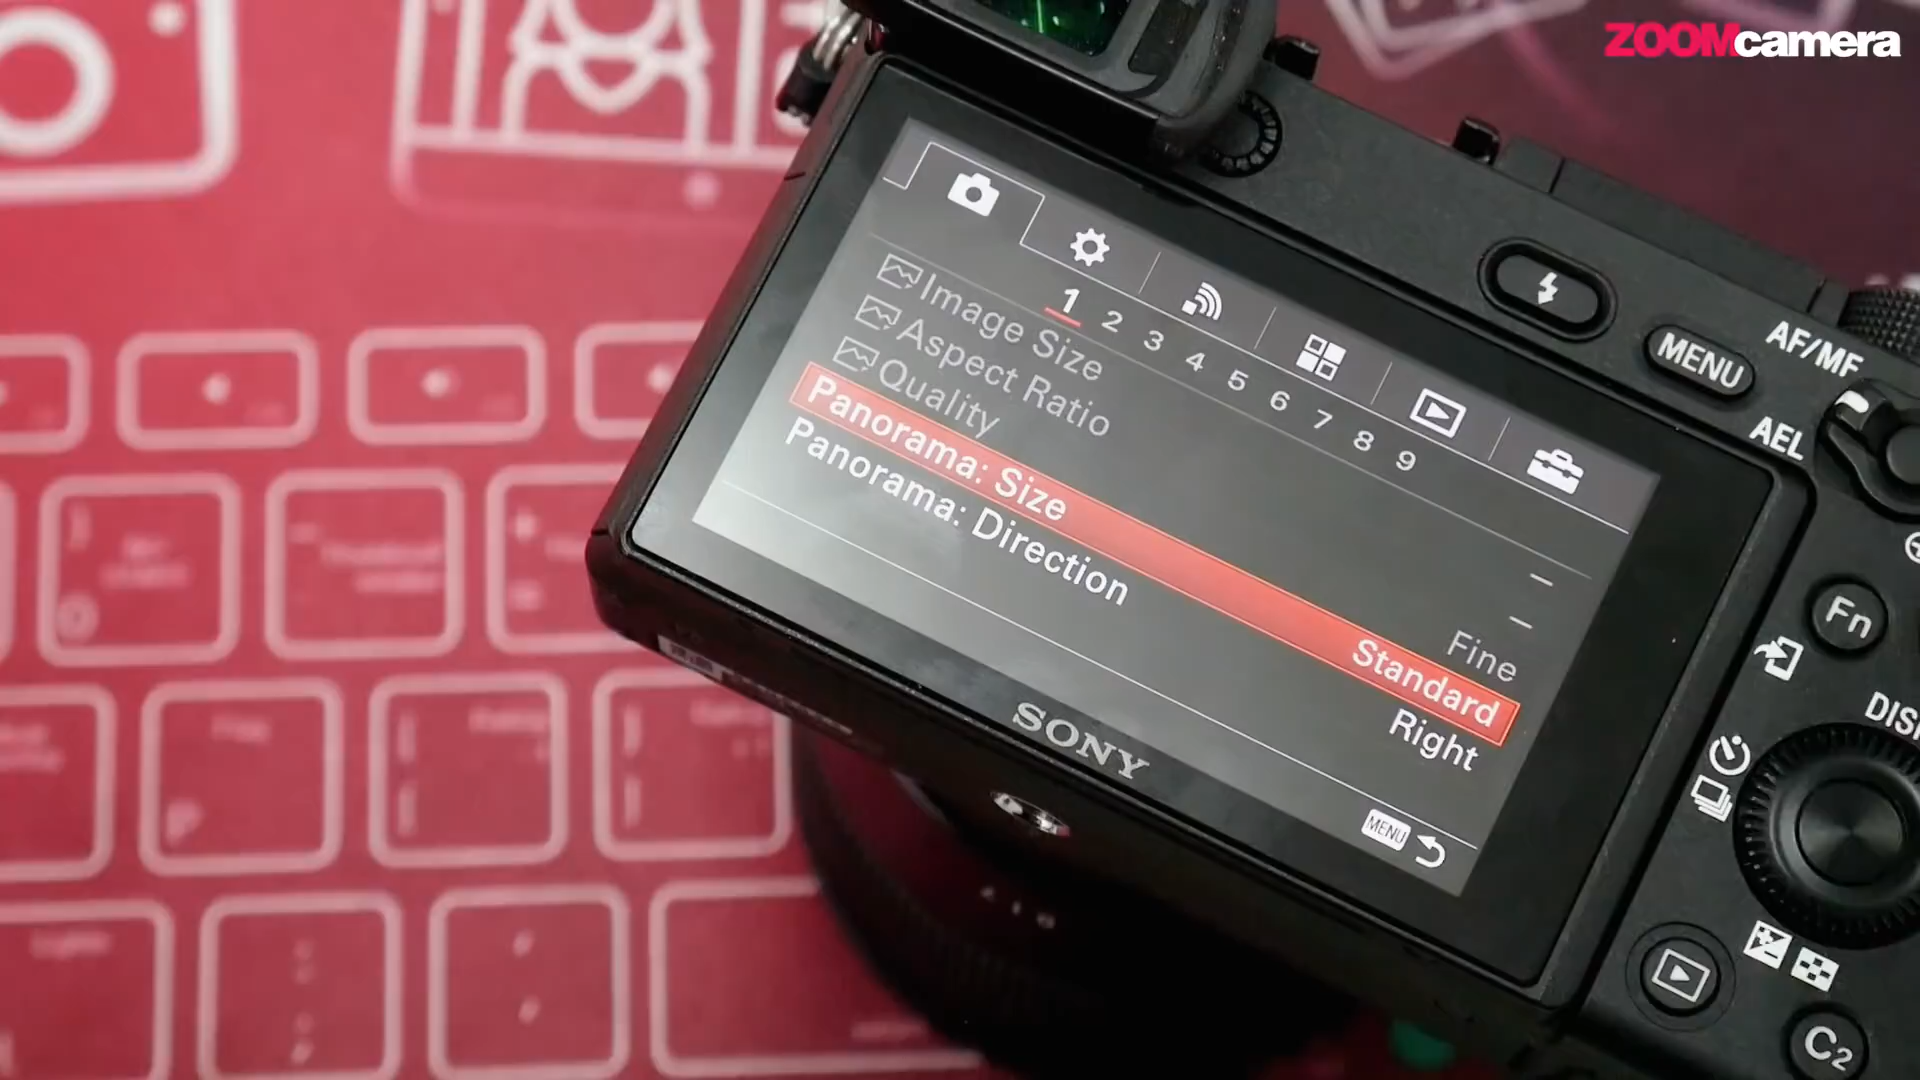 ZOOMcamera
1 2 3 4 5 6 7 8 9
Image Size –
Aspect Ratio –
Quality Fine
Panorama: Size Standard
Panorama: Direction Right
MENU
SONY
MENU
AF/MF
AEL
Fn
DIS
C2